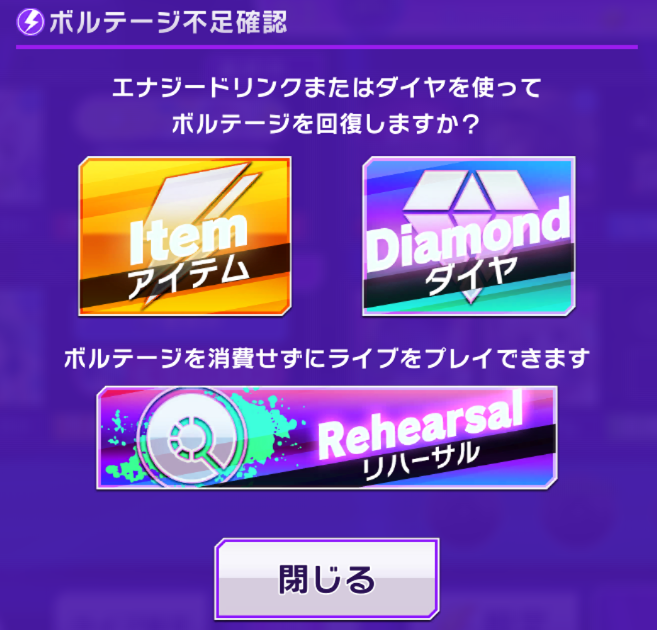 ボルテージ不足確認
エナジードリンクまたはダイヤを使って
ボルテージを回復しますか？
Item
アイテム
Diamond
ダイヤ
ボルテージを消費せずにライブをプレイできます
Rehearsal
リハーサル
閉じる